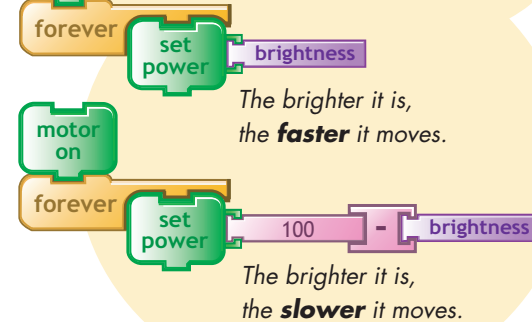 forever
set
power
brightness
The brighter it is,
the faster it moves.
motor
on
forever
set
power
100
-
brightness
The brighter it is,
the slower it moves.